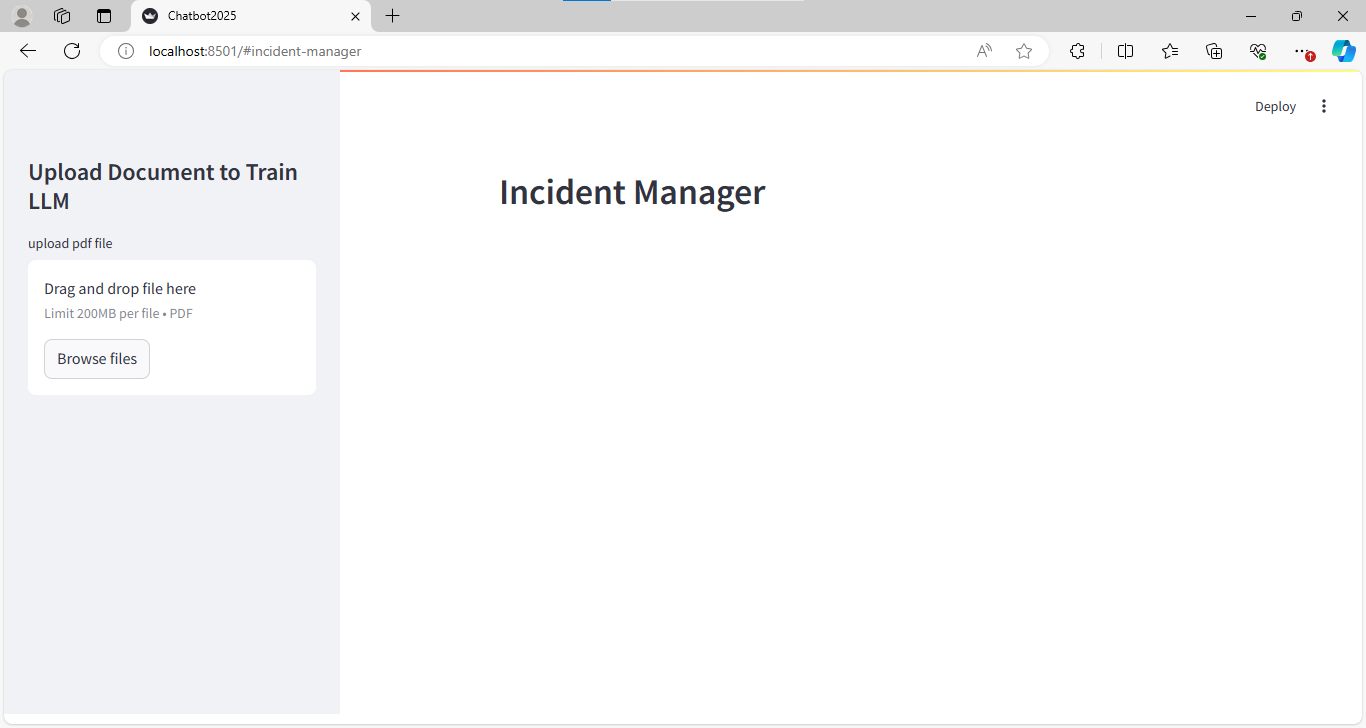 Chatbot2025
localhost:8501/#incident-manager
Deploy
Upload Document to Train
LLM
upload pdf file
Drag and drop file here
Limit 200MB per file • PDF
Browse files
Incident Manager